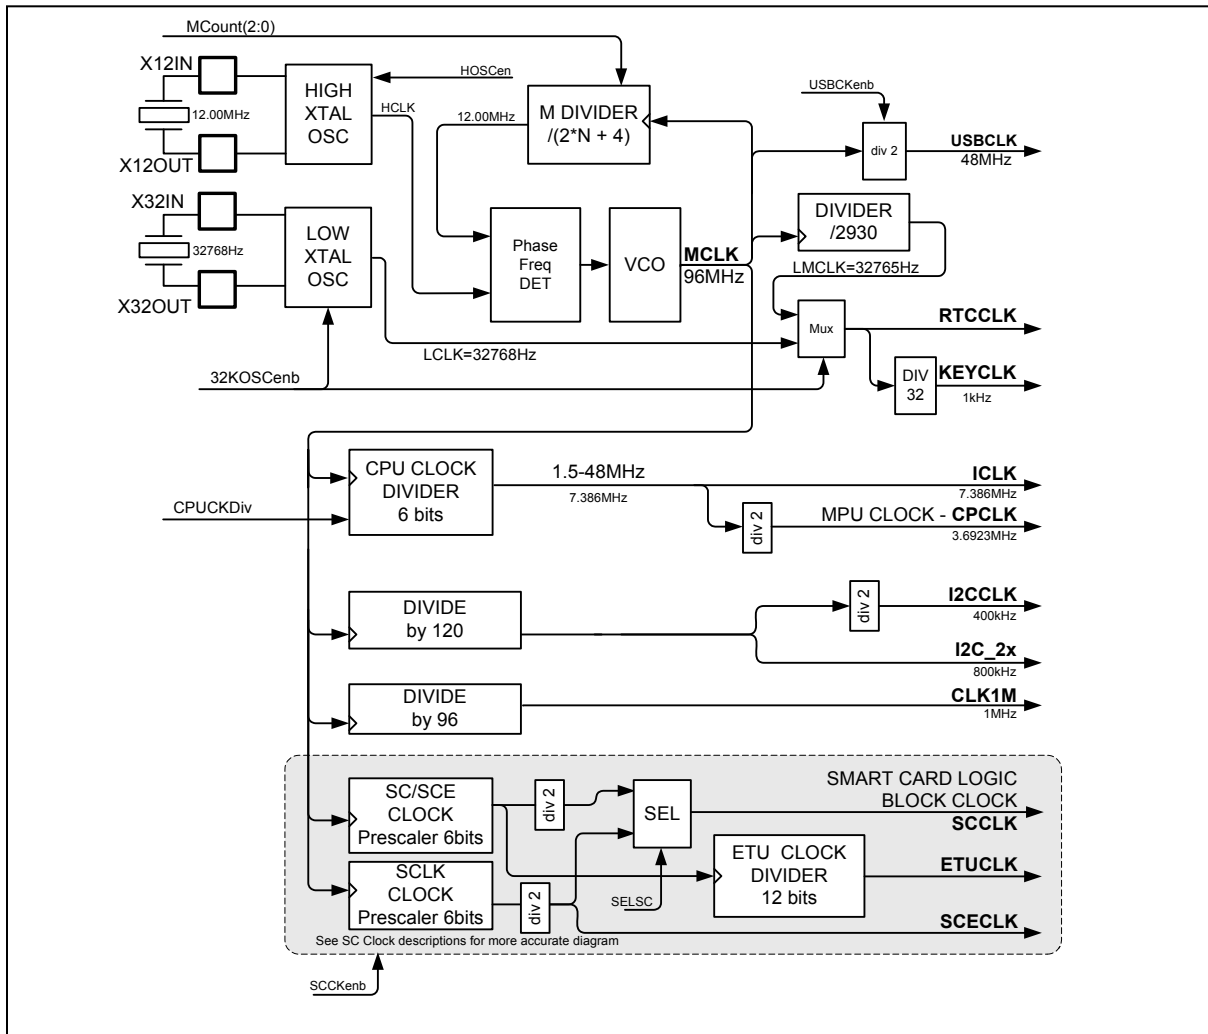 MCount(2:0)
X12IN
12.00MHz
X12OUT
HIGH
XTAL
OSC
HOSCen
HCLK
12.00MHz
M DIVIDER
/(2*N + 4)
USBCKenb
div 2
USBCLK
48MHz
X32IN
32768Hz
X32OUT
LOW
XTAL
OSC
Phase
Freq
DET
VCO
MCLK
96MHz
DIVIDER
/2930
LMCLK=32765Hz
Mux
RTCCLK
LCLK=32768Hz
32KOSCenb
DIV
32
KEYCLK
1kHz
CPU CLOCK
DIVIDER
6 bits
CPUCKDiv
1.5-48MHz
7.386MHz
ICLK
7.386MHz
div 2
MPU CLOCK - CPCLK
3.6923MHz
DIVIDE
by 120
div 2
I2CCLK
400kHz
I2C_2x
800kHz
DIVIDE
by 96
CLK1M
1MHz
SC/SCE
CLOCK
Prescaler 6bits
div 2
SEL
SMART CARD LOGIC
BLOCK CLOCK
SCCLK
SCLK
CLOCK
Prescaler 6bits
div 2
SELSC
ETU CLOCK
DIVIDER
12 bits
ETUCLK
SCECLK
See SC Clock descriptions for more accurate diagram
SCCKenb